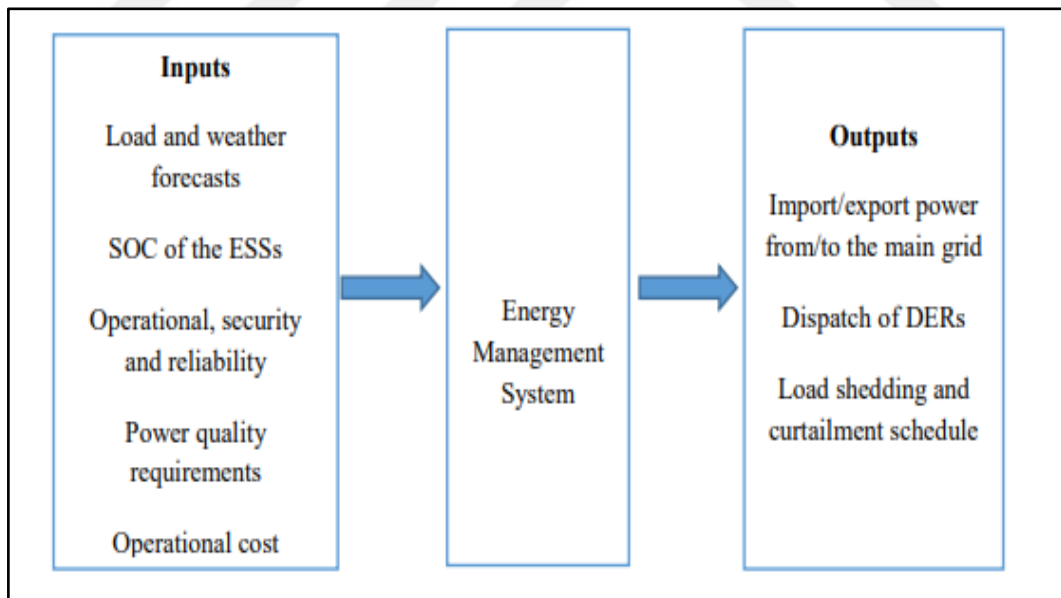 Inputs
Load and weather
forecasts
SOC of the ESSs
Operational, security
and reliability
Power quality
requirements
Operational cost
Energy
Management
System
Outputs
Import/export power
from/to the main grid
Dispatch of DERs
Load shedding and
curtailment schedule